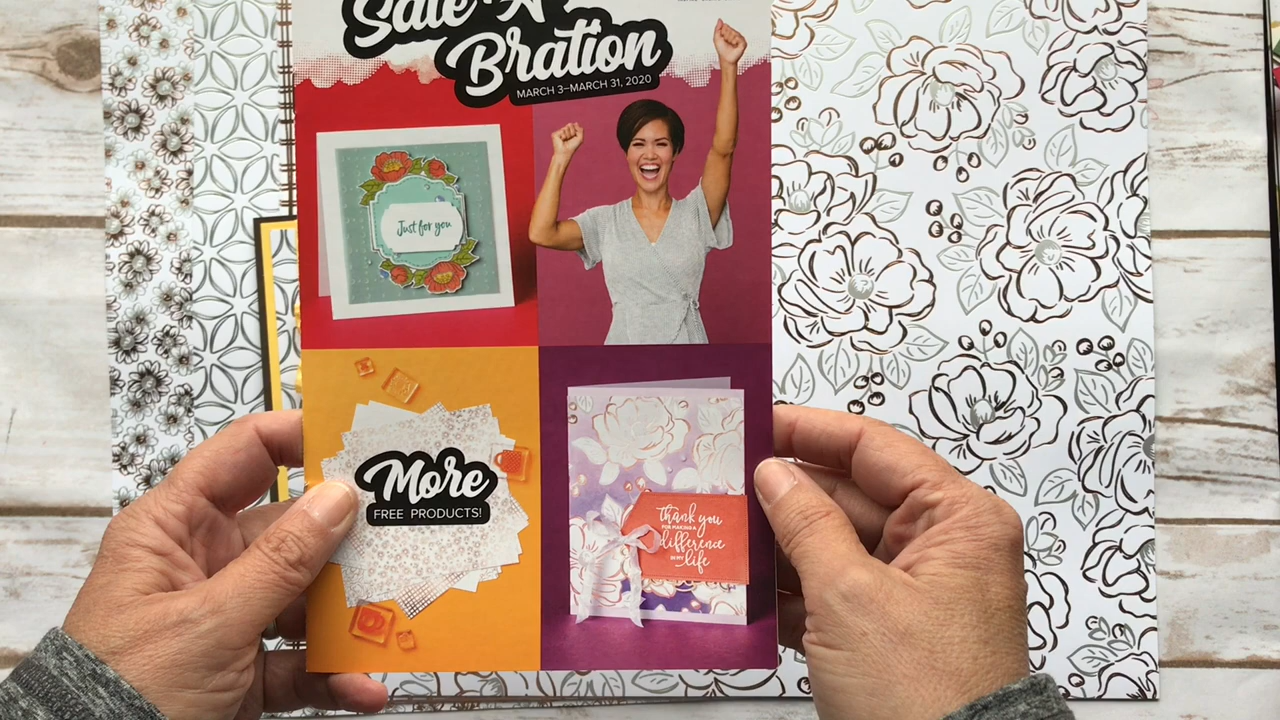 Sale-A-
Bration
MARCH 3–MARCH 31, 2020
Just for you
More
FREE PRODUCTS!
thank you
FOR MAKING A
difference
IN MY
life